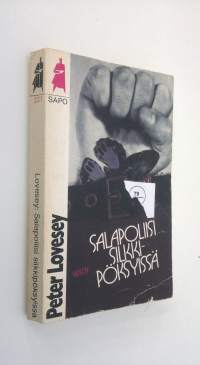 SAPO
Peter Lovesey
Lovesey: Salapoliisi silkkipöksyissä
SALAPOLIISI
SILKKI-
PÖKSYISSÄ